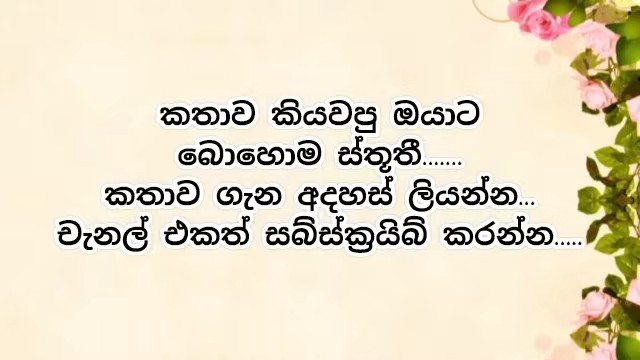 කතාව කියවපු ඔයාට
බොහොම ස්තූතී.......
කතාව ගැන අදහස් ලියන්න...
චැනල් එකත් සබ්ස්ක්‍රයිබ් කරන්න.....